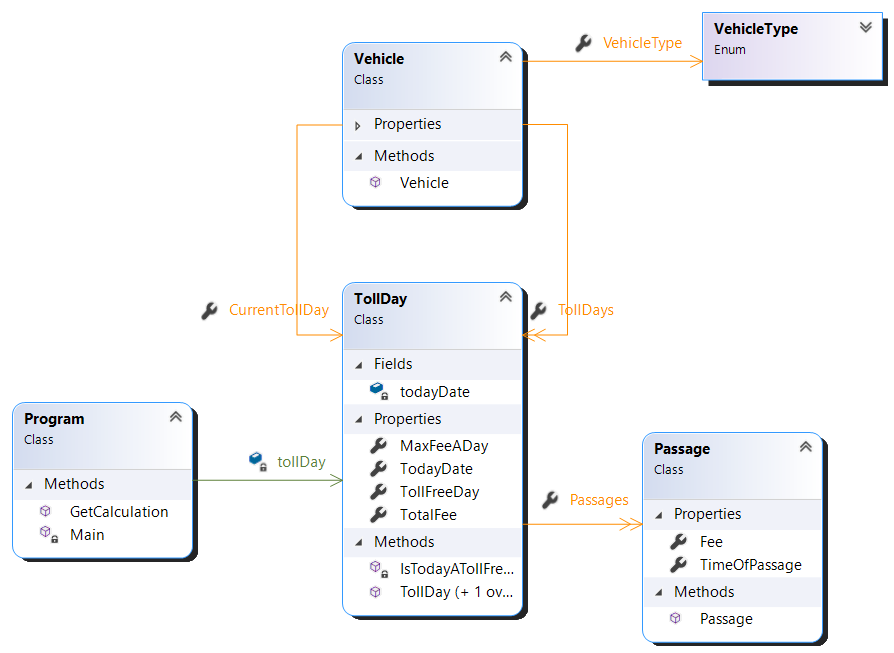 VehicleType
Enum
VehicleType
Vehicle
Class
Properties
Methods
Vehicle
CurrentTollDay
TollDays
TollDay
Class
Fields
todayDate
Properties
MaxFeeADay
TodayDate
TollFreeDay
TotalFee
Methods
IsTodayATollFre...
TollDay (+ 1 ov...
Program
Class
Methods
GetCalculation
Main
tollDay
Passages
Passage
Class
Properties
Fee
TimeOfPassage
Methods
Passage